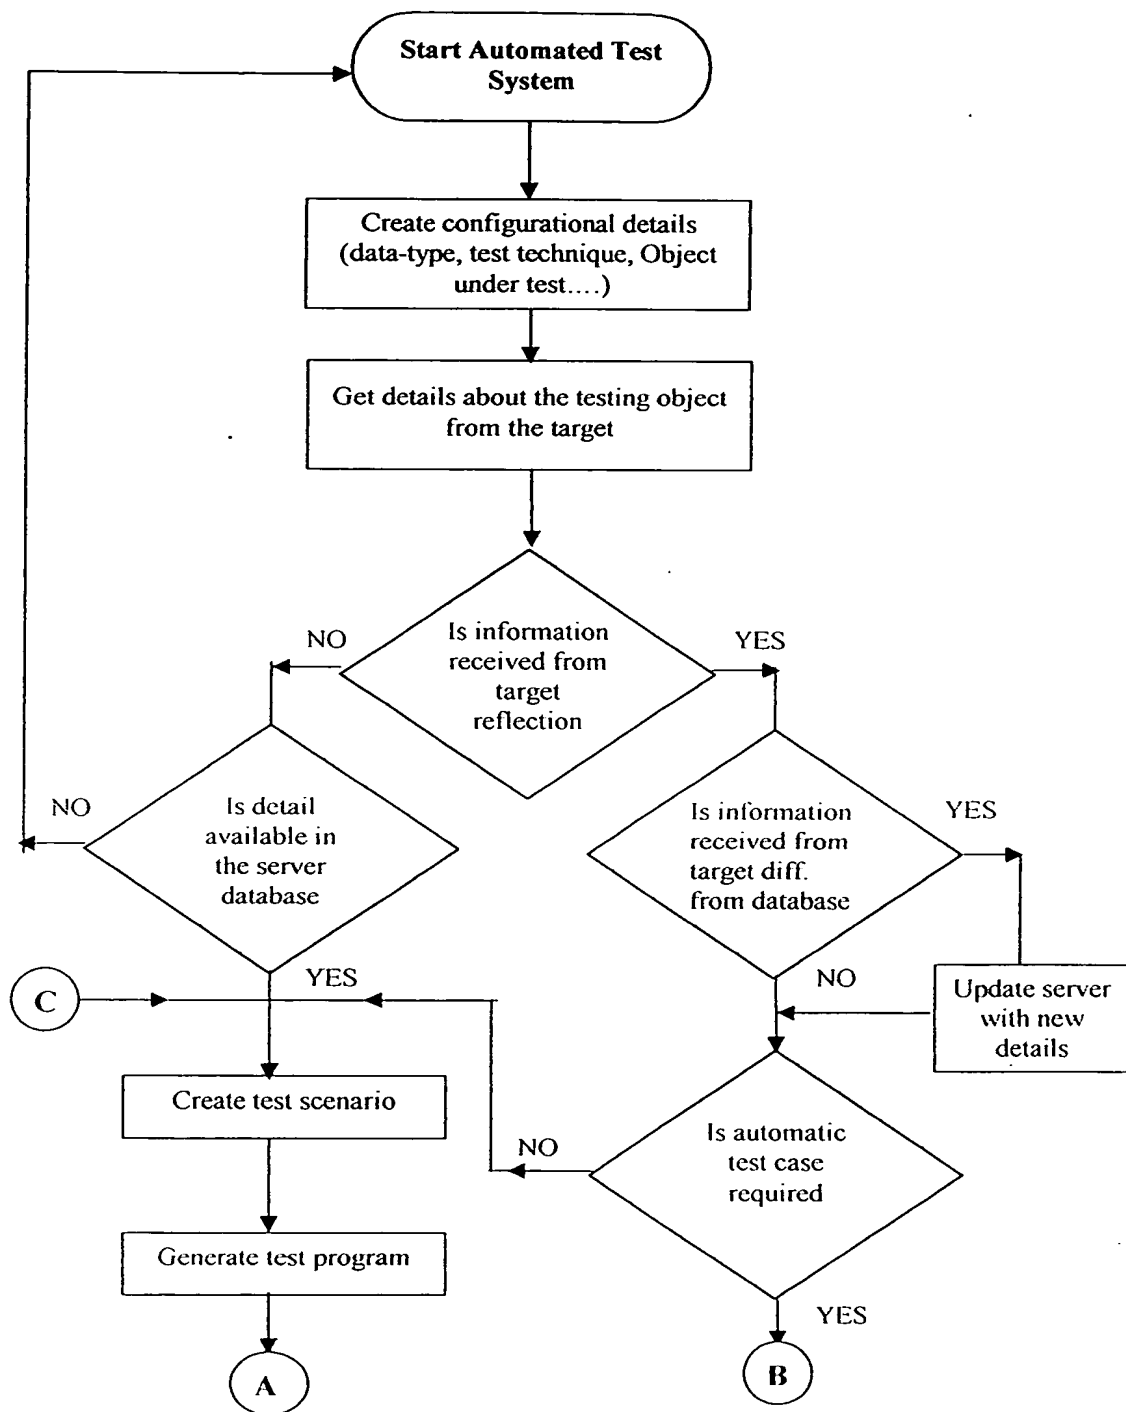 Start Automated Test
System
Create configurational details
(data-type, test technique, Object
under test....)
Get details about the testing object
from the target
NO
Is information
received from
target
reflection
YES
NO
Is detail
available in
the server
database
Is information
received from
target diff.
from database
YES
YES
NO
C
Update server
with new
details
Create test scenario
NO
Is automatic
test case
required
Generate test program
YES
A
B